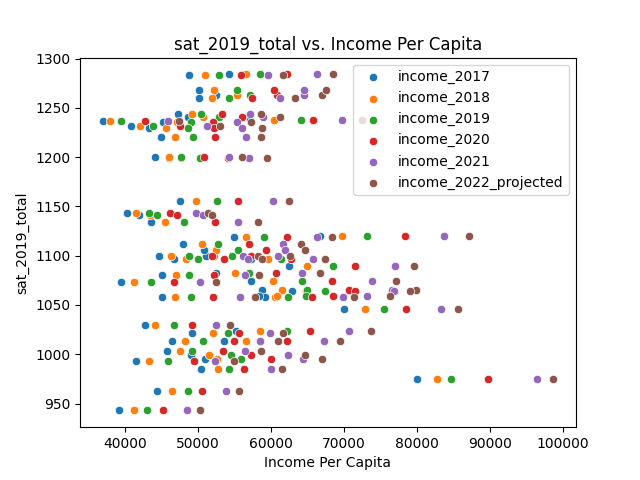 sat_2019_total vs. Income Per Capita
income_2017
income_2018
income_2019
income_2020
income_2021
income_2022_projected
1300
1250
1200
1150
1100
1050
1000
950
sat_2019_total
40000 50000 60000 70000 80000 90000 100000
Income Per Capita